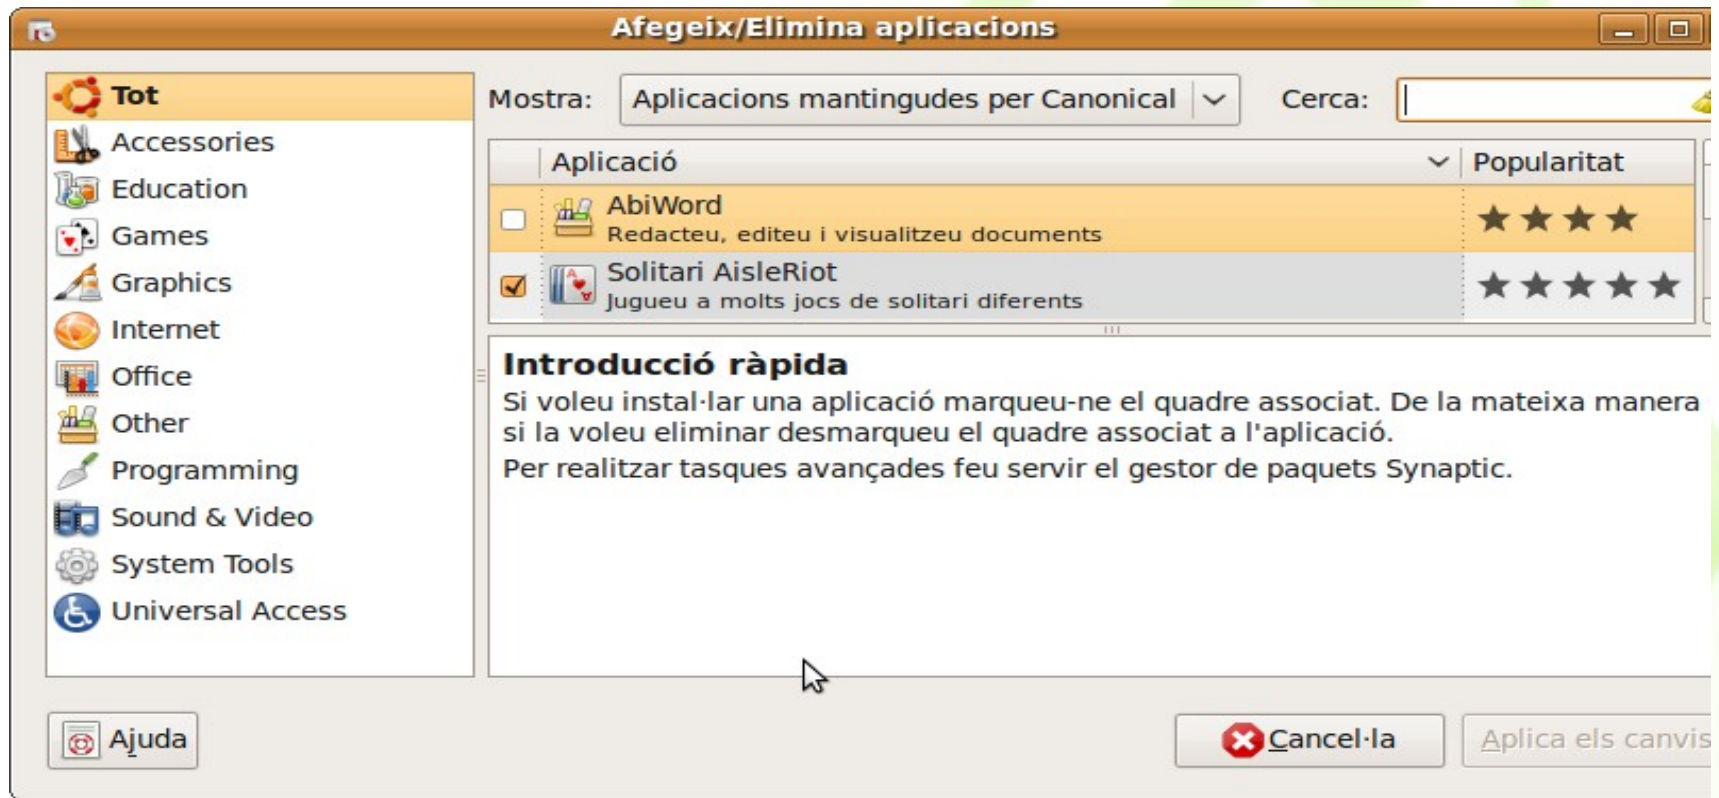 Afegeix/Elimina aplicacions
Tot
Accessories
Education
Games
Graphics
Internet
Office
Other
Programming
Sound & Video
System Tools
Universal Access
Mostra: Aplicacions mantingudes per Canonical Cerca:
Aplicació Popularitat
AbiWord
Redacteu, editeu i visualitzeu documents
Solitari AisleRiot
Jugueu a molts jocs de solitari diferents
Introducció ràpida
Si voleu instal·lar una aplicació marqueu-ne el quadre associat. De la mateixa manera
si la voleu eliminar desmarqueu el quadre associat a l'aplicació.
Per realitzar tasques avançades feu servir el gestor de paquets Synaptic.
Ajuda Cancel·la Aplica els canvis